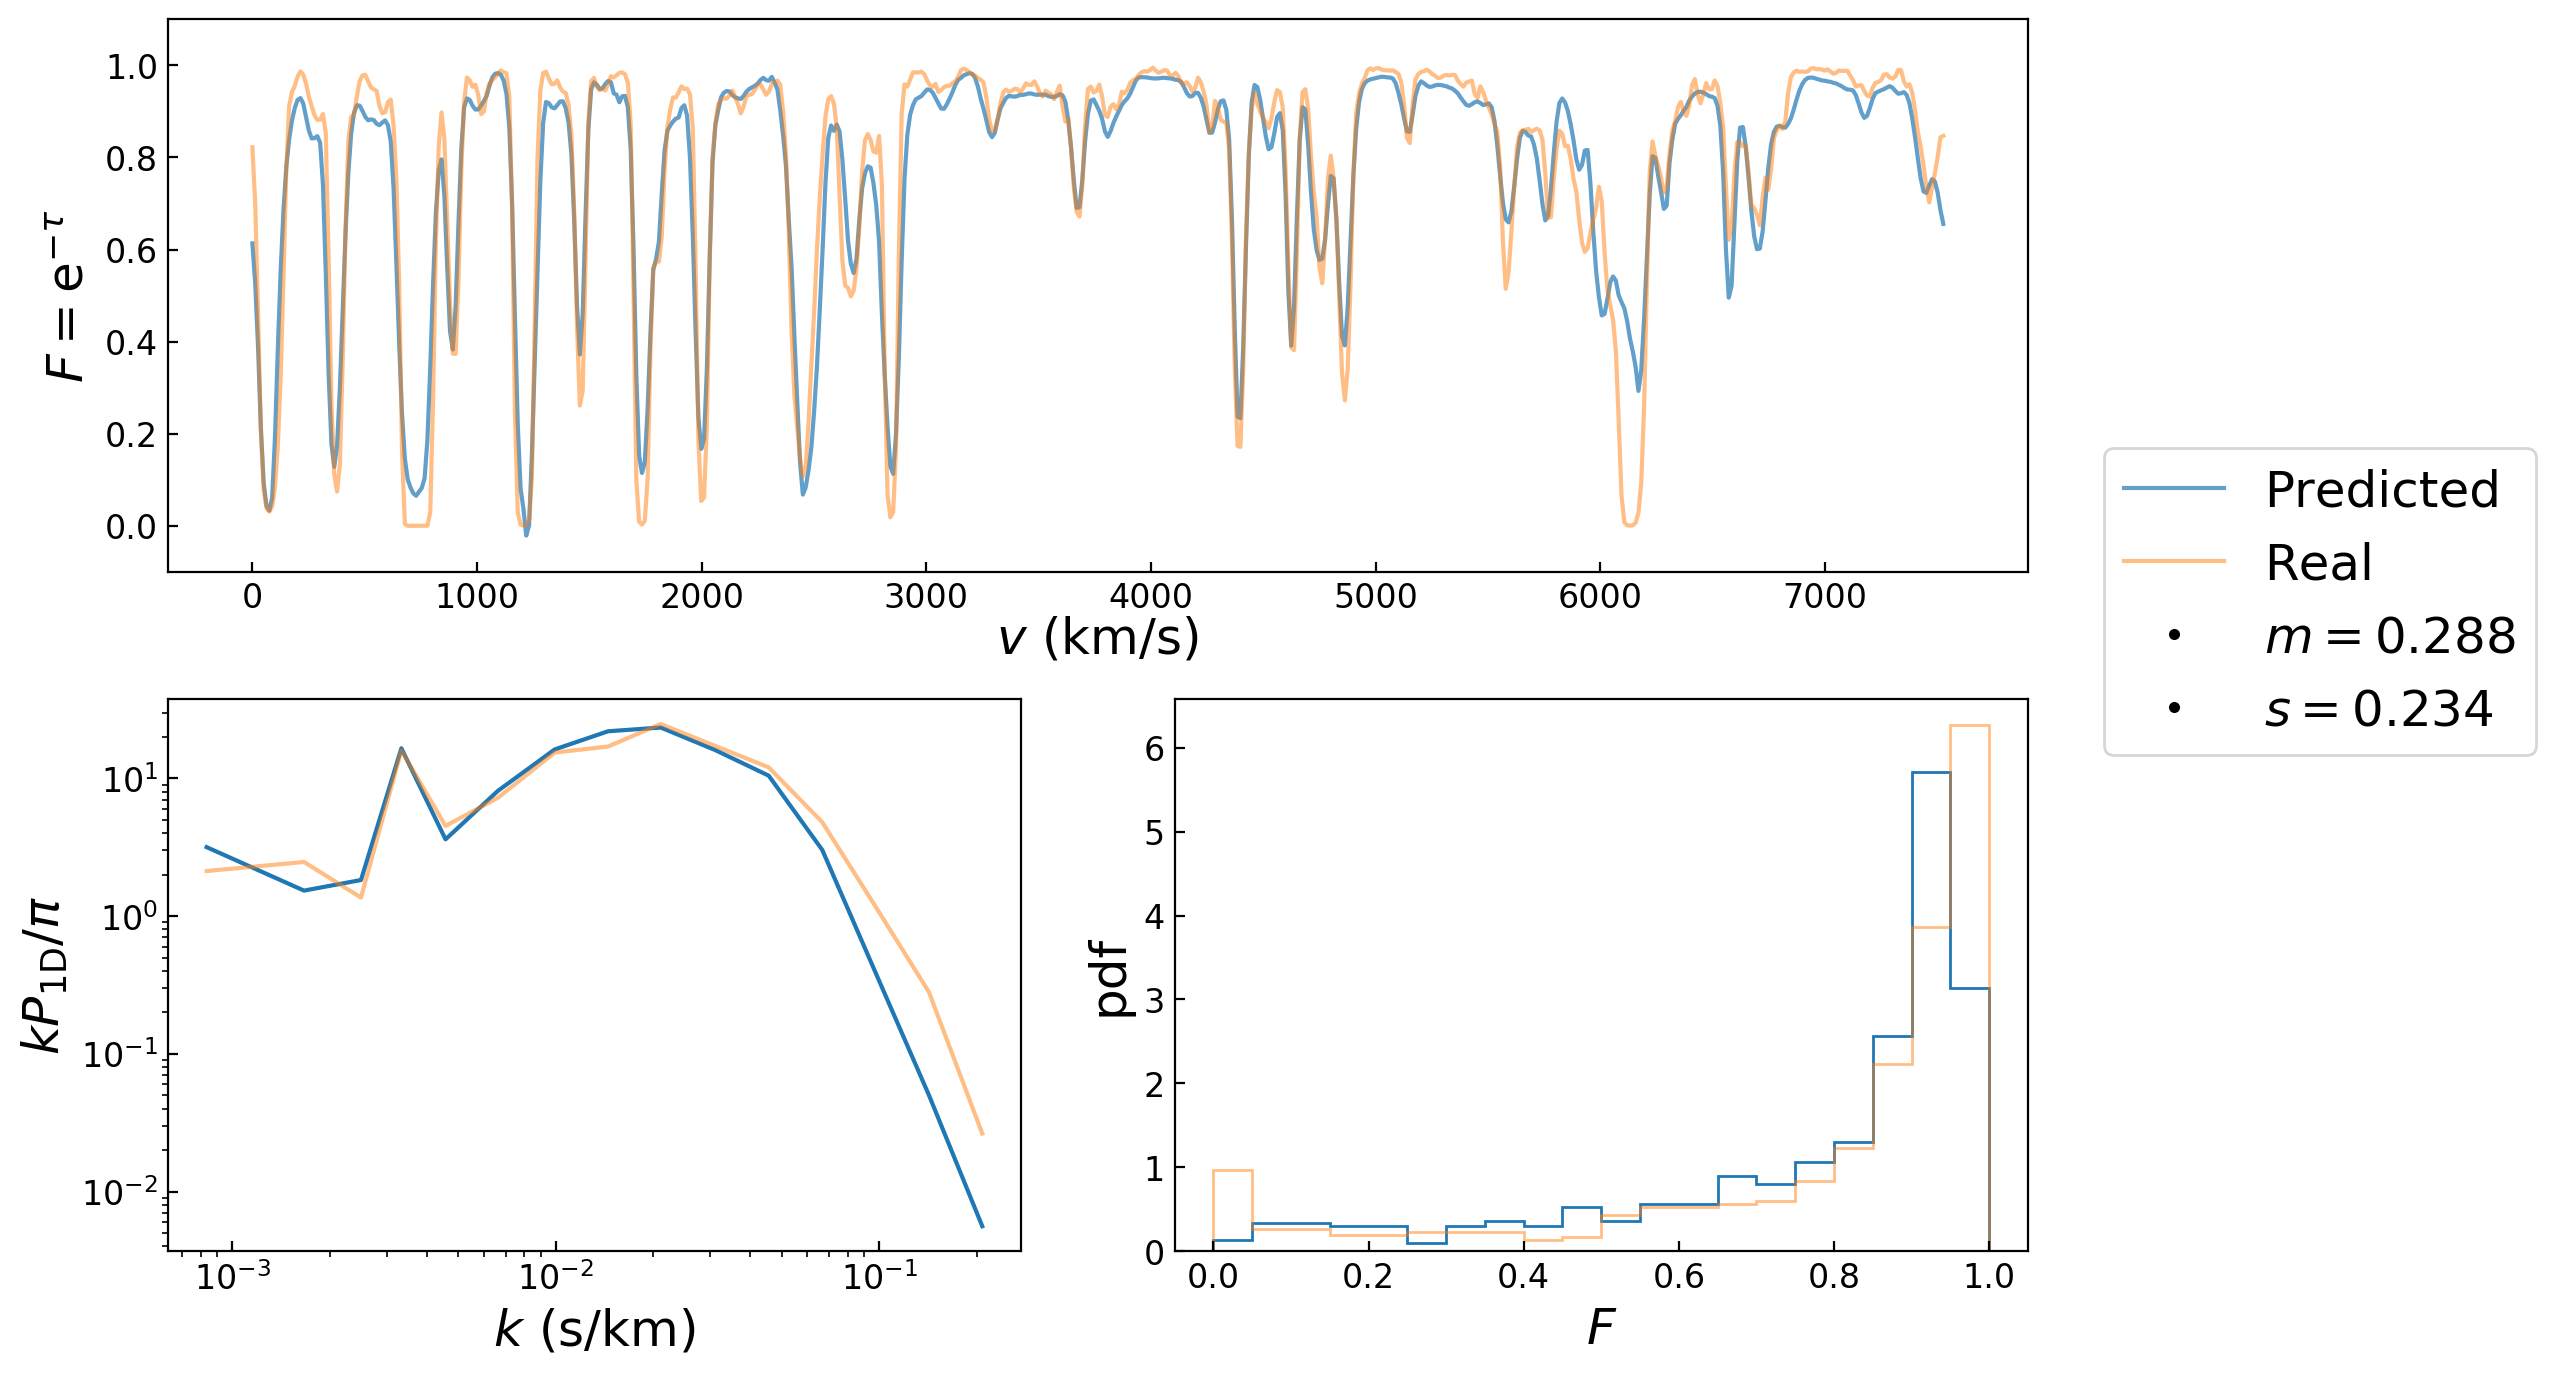 1.0
0.8
0.6
0.4
0.2
0.0
F = e^{-τ}
0 1000 2000 3000 4000 5000 6000 7000
v (km/s)
Predicted
Real
m = 0.288
s = 0.234
10^1
10^0
10^{-1}
10^{-2}
kP_{1D}/π
10^{-3} 10^{-2} 10^{-1}
k (s/km)
6
5
4
3
2
1
0
pdf
0.0 0.2 0.4 0.6 0.8 1.0
F